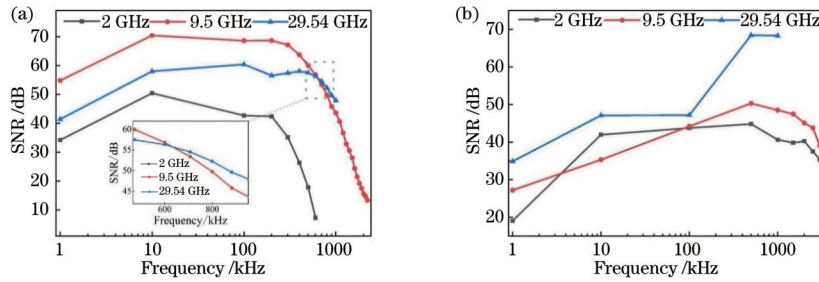 (a)
2 GHz 9.5 GHz 29.54 GHz
SNR /dB
70
60
50
40
30
20
10
1 10 100 1000
Frequency /kHz
SNR/dB
60
55
50
45
2 GHz
9.5 GHz
29.54 GHz
600 800
Frequency/kHz
(b)
2 GHz 9.5 GHz 29.54 GHz
SNR /dB
70
60
50
40
30
20
1 10 100 1000
Frequency /kHz